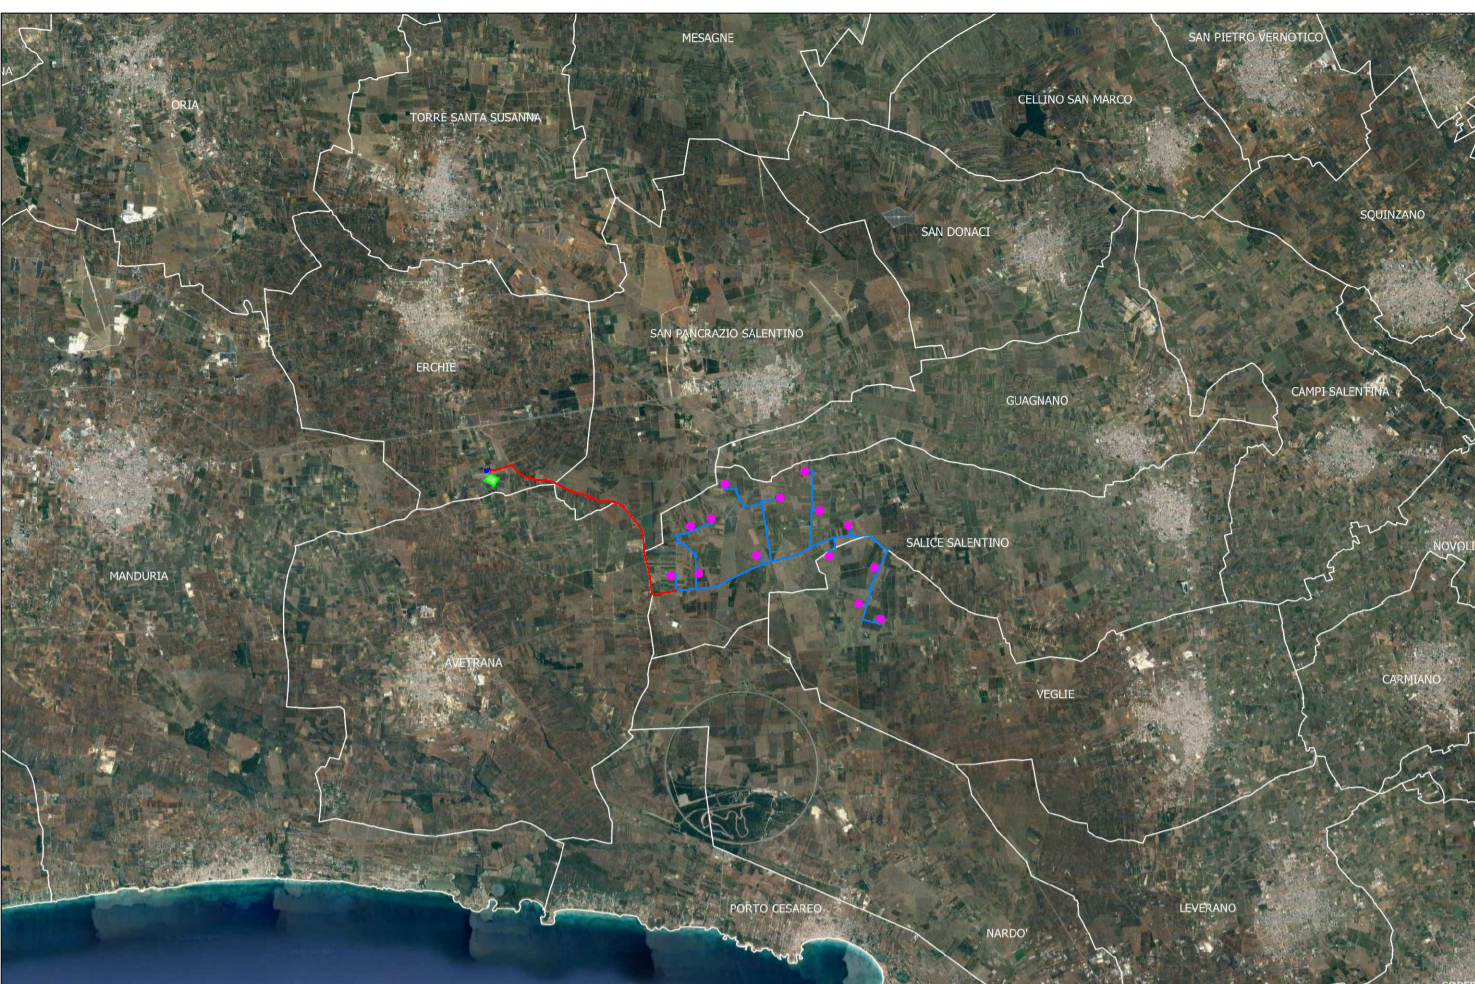 MESAGNE
SAN PIETRO VERNOTICO
NA
ORIA
CELLINO SAN MARCO
TORRE SANTA SUSANNA
SQUINZANO
SAN DONACI
SAN PANCRAZIO SALENTINO
ERCHIE
CAMPI SALENTINA
GUAGNANO
SALICE SALENTINO
NOVOLI
MANDURIA
AVETRANA
CARMIANO
VEGLIE
PORTO CESAREO
LEVERANO
NARDO'